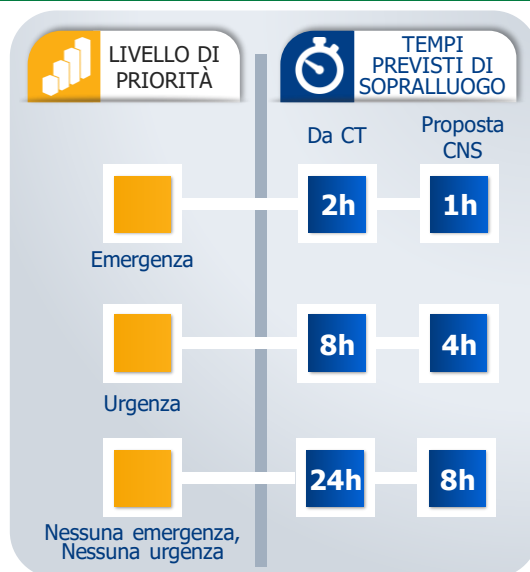 LIVELLO DI
PRIORITÀ
TEMPI
PREVISTI DI
SOPRALLUOGO
Da CT
Proposta
CNS
2h
1h
Emergenza
8h
4h
Urgenza
24h
8h
Nessuna emergenza,
Nessuna urgenza